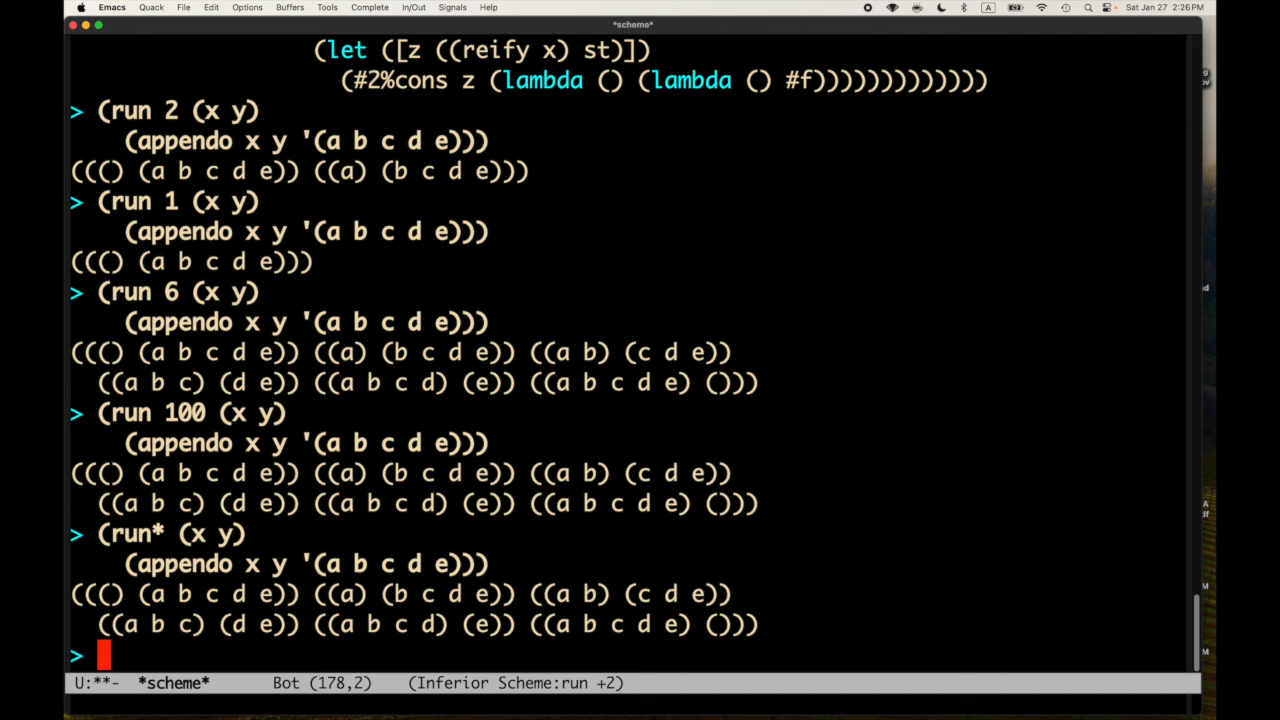 Emacs Quack File Edit Options Buffers Tools Complete In/Out Signals Help A Sat Jan 27 2:26 PM
*scheme*
(let ([z ((reify x) st)])
(#2%cons z (lambda () (lambda () #f)))))))))))))
> (run 2 (x y)
(appendo x y '(a b c d e)))
((() (a b c d e)) ((a) (b c d e)))
> (run 1 (x y)
(appendo x y '(a b c d e)))
((() (a b c d e)))
> (run 6 (x y)
(appendo x y '(a b c d e)))
((() (a b c d e)) ((a) (b c d e)) ((a b) (c d e))
((a b c) (d e)) ((a b c d) (e)) ((a b c d e) ()))
> (run 100 (x y)
(appendo x y '(a b c d e)))
((() (a b c d e)) ((a) (b c d e)) ((a b) (c d e))
((a b c) (d e)) ((a b c d) (e)) ((a b c d e) ()))
> (run* (x y)
(appendo x y '(a b c d e)))
((() (a b c d e)) ((a) (b c d e)) ((a b) (c d e))
((a b c) (d e)) ((a b c d) (e)) ((a b c d e) ()))
>
U:**- *scheme* Bot (178,2) (Inferior Scheme:run +2)